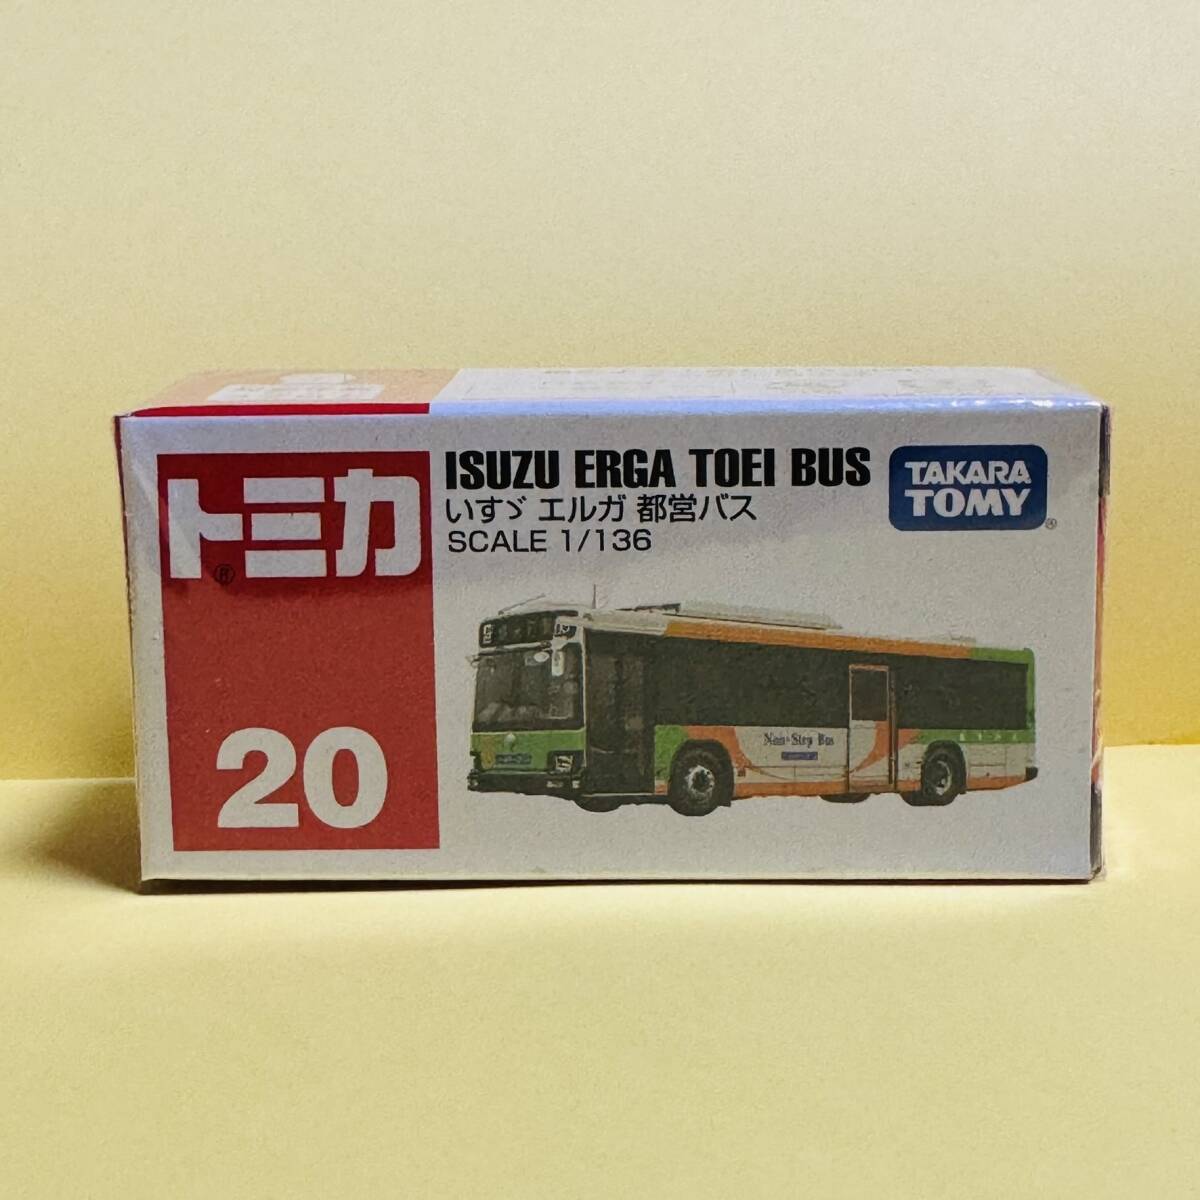 トミカ
®
20
ISUZU ERGA TOEI BUS
いすゞ エルガ 都営バス
SCALE 1/136
TAKARA
TOMY
®
Non-Step Bus